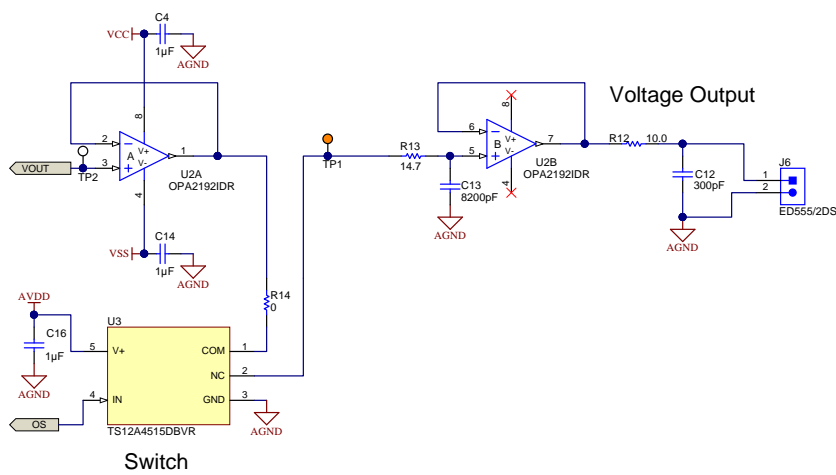 C4
VCC
1µF
AGND
8
2
A
V+
V-
1
3
VOUT
TP2
U2A
OPA2192IDR
4
C14
VSS
1µF
AGND
R14
0
AVDD
C16
1µF
AGND
U3
5
V+
COM
1
NC
2
4
IN
GND
3
OS
AGND
TS12A4515DBVR
Switch
TP1
R13
14.7
C13
8200pF
AGND
8
6
B
V+
V-
7
5
4
U2B
OPA2192IDR
Voltage Output
R12
10.0
C12
300pF
AGND
J6
1
2
ED555/2DS